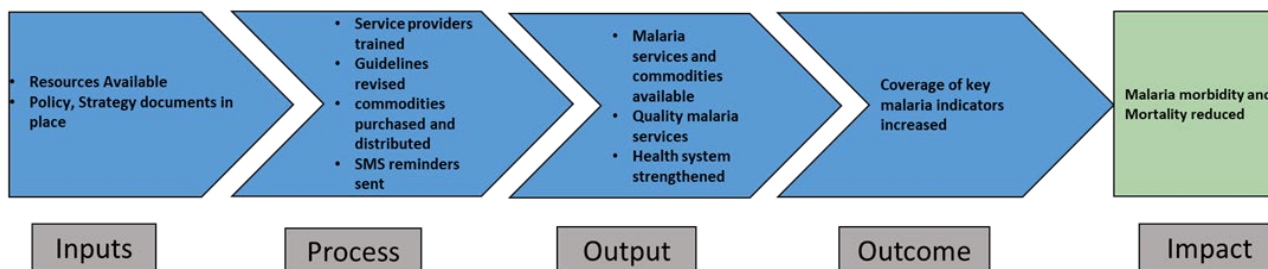 • Resources Available
• Policy, Strategy documents in
place
• Service providers
trained
• Guidelines
revised
• commodities
purchased and
distributed
• SMS reminders
sent
• Malaria
services and
commodities
available
• Quality malaria
services
• Health system
strengthened
Coverage of key
malaria indicators
increased
Malaria morbidity and
Mortality reduced
Inputs
Process
Output
Outcome
Impact